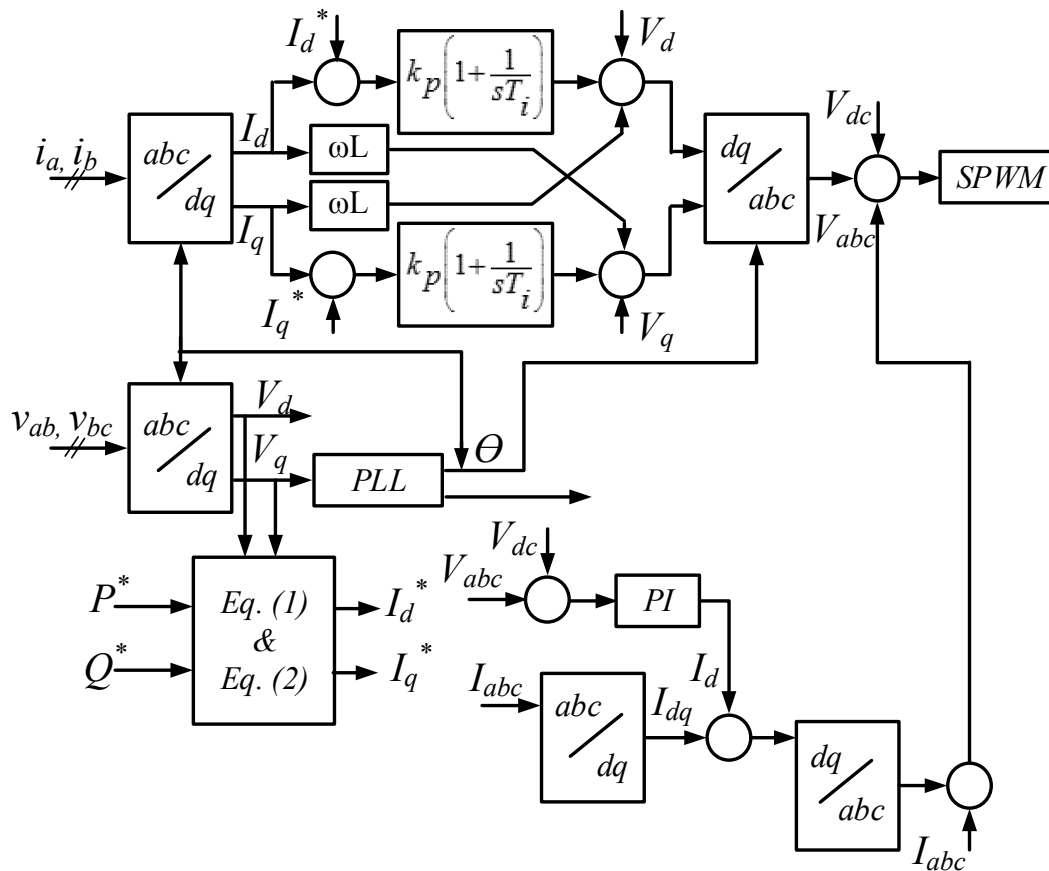 I_d^*
V_d
k_p(1+1/sT_i)
V_dc
i_a, i_b
abc/dq
I_d
ωL
dq/abc
SPWM
I_q
ωL
V_abc
k_p(1+1/sT_i)
I_q^*
V_q
v_ab, v_bc
abc/dq
V_d
V_q
PLL
Θ
V_dc
V_abc
PI
P^*
Eq. (1)
&
Eq. (2)
I_d^*
Q^*
I_q^*
I_abc
abc/dq
I_dq
I_d
dq/abc
I_abc